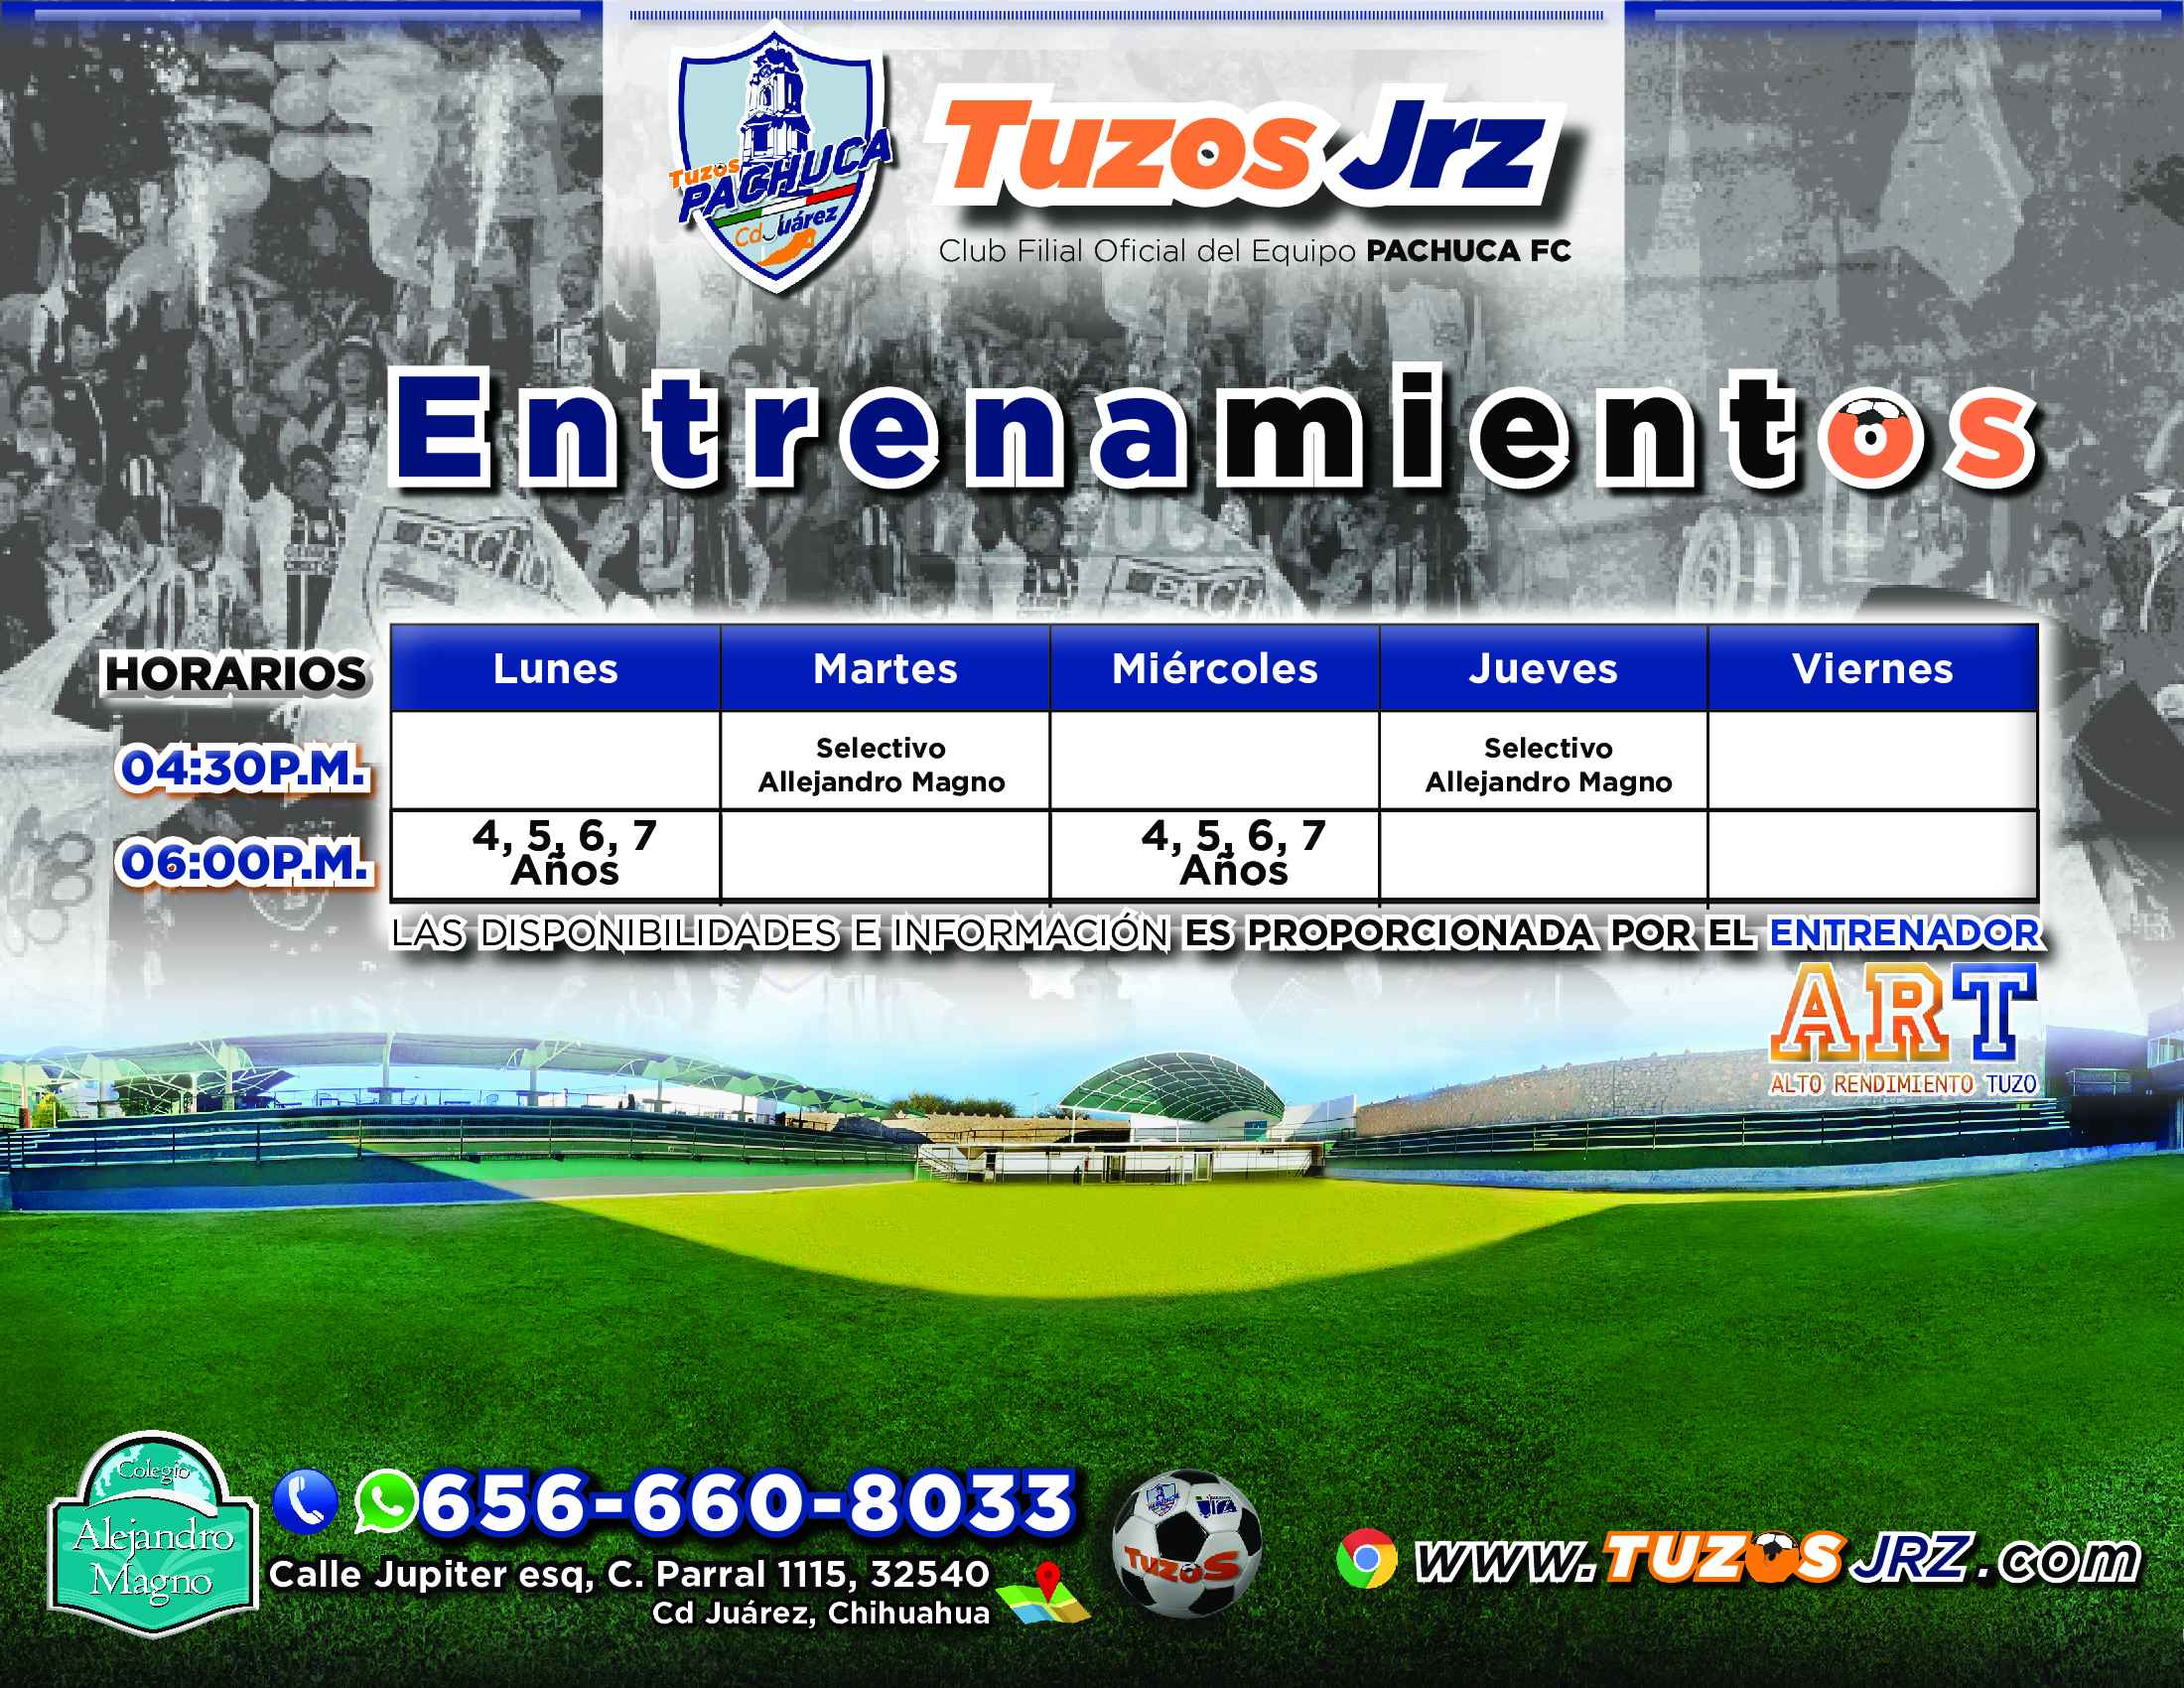 Tuzos
PACHUCA
Cd Juárez
Tuzos Jrz
Club Filial Oficial del Equipo PACHUCA FC
Entrenamientos
PACHUCA
PACHU
PACHU
HORARIOS Lunes Martes Miércoles Jueves Viernes
04:30P.M. Selectivo Selectivo
Allejandro Magno Allejandro Magno
06:00P.M. 4, 5, 6, 7 4, 5, 6, 7
Años Años
LAS DISPONIBILIDADES E INFORMACIÓN ES PROPORCIONADA POR EL ENTRENADOR
ART
ALTO RENDIMIENTO TUZO
Colegio
Alejandro
Magno
656-660-8033
Calle Jupiter esq, C. Parral 1115, 32540
Cd Juárez, Chihuahua
TUZOS
www.TUZOSJRZ.com